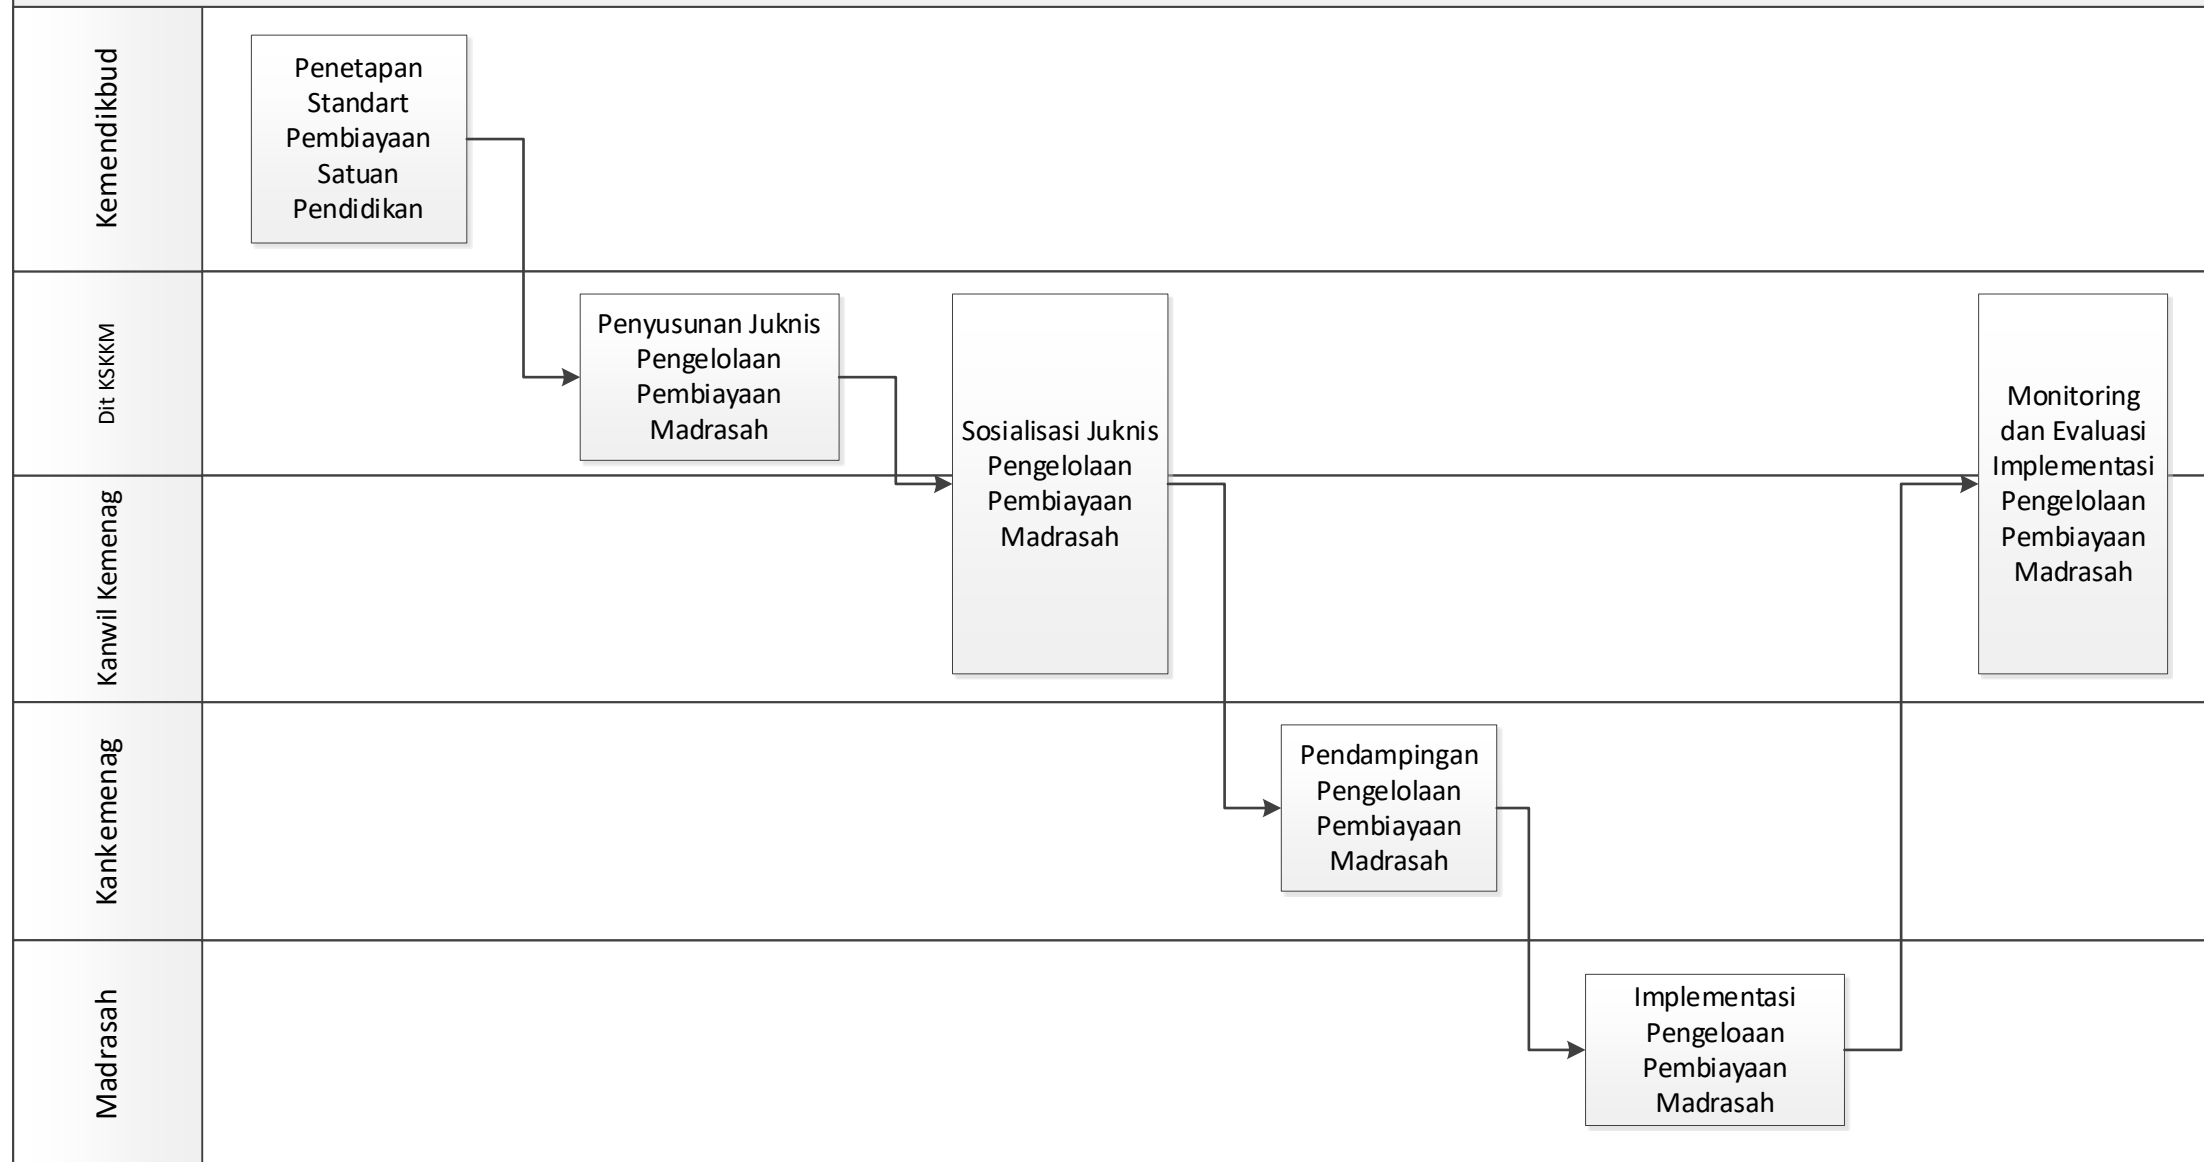 Kemendikbud
Penetapan
Standart
Pembiayaan
Satuan
Pendidikan
Dit KSKKM
Penyusunan Juknis
Pengelolaan
Pembiayaan
Madrasah
Sosialisasi Juknis
Pengelolaan
Pembiayaan
Madrasah
Monitoring
dan Evaluasi
Implementasi
Pengelolaan
Pembiayaan
Madrasah
Kanwil Kemenag
Kankemenag
Pendampingan
Pengelolaan
Pembiayaan
Madrasah
Madrasah
Implementasi
Pengeloaan
Pembiayaan
Madrasah